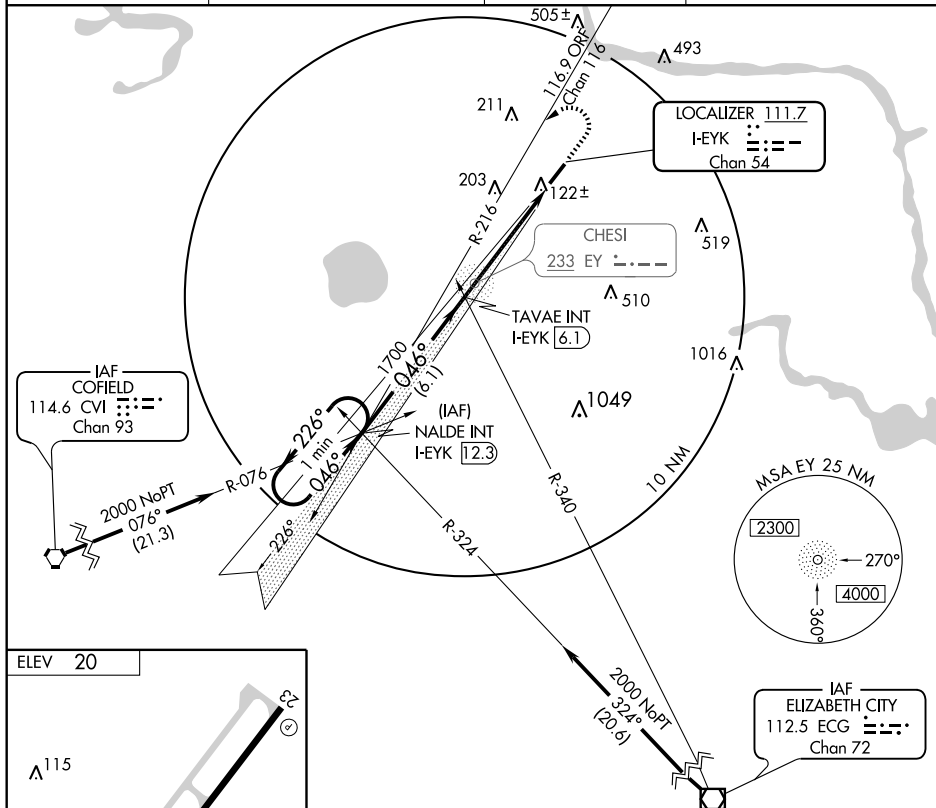 505±
493
116.9 ORF
Chan 116
211
LOCALIZER 111.7
I-EYK
Chan 54
203
122±
R-216
519
CHESI
233 EY
510
TAVAE INT
I-EYK 6.1
1016
1700
046°
(6.1)
IAF
COFIELD
114.6 CVI
Chan 93
1049
(IAF)
NALDE INT
I-EYK 12.3
226°
1 min
046°
R-340
10 NM
R-076
2000 NoPT
076°
(21.3)
226°
R-324
MSA EY 25 NM
2300
270°
4000
360°
ELEV 20
2000 NoPT
324°
(20.6)
IAF
ELIZABETH CITY
112.5 ECG
Chan 72
23
P
115